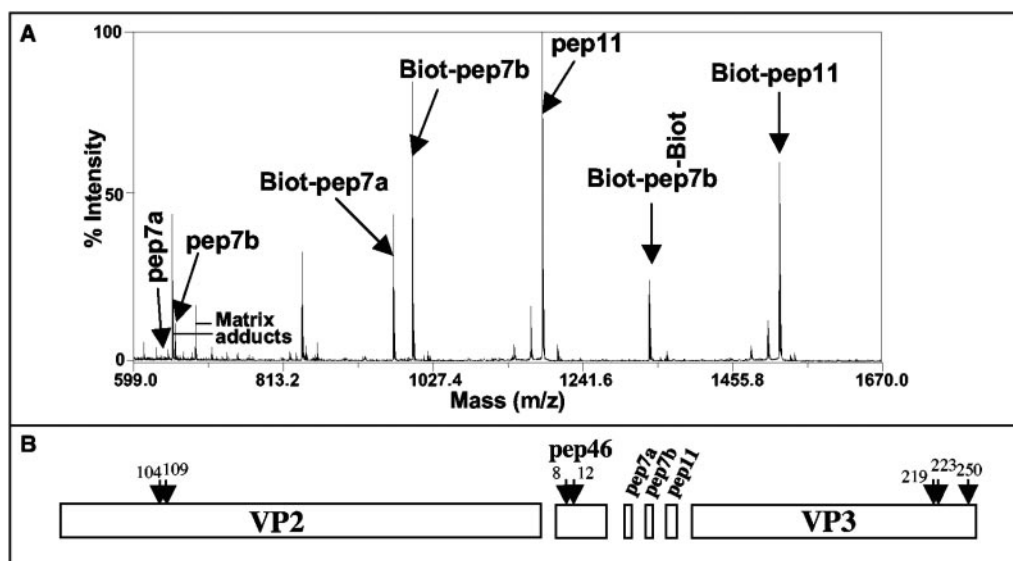 A
100
50
0
% Intensity
pep7a
pep7b
Matrix
adducts
Biot-pep7a
Biot-pep7b
pep11
Biot-pep7b
-Biot
Biot-pep11
599.0 813.2 1027.4 1241.6 1455.8 1670.0
Mass (m/z)
B
104 109
pep46
8 12
pep7a
pep7b
pep11
219 223 250
VP2
VP3